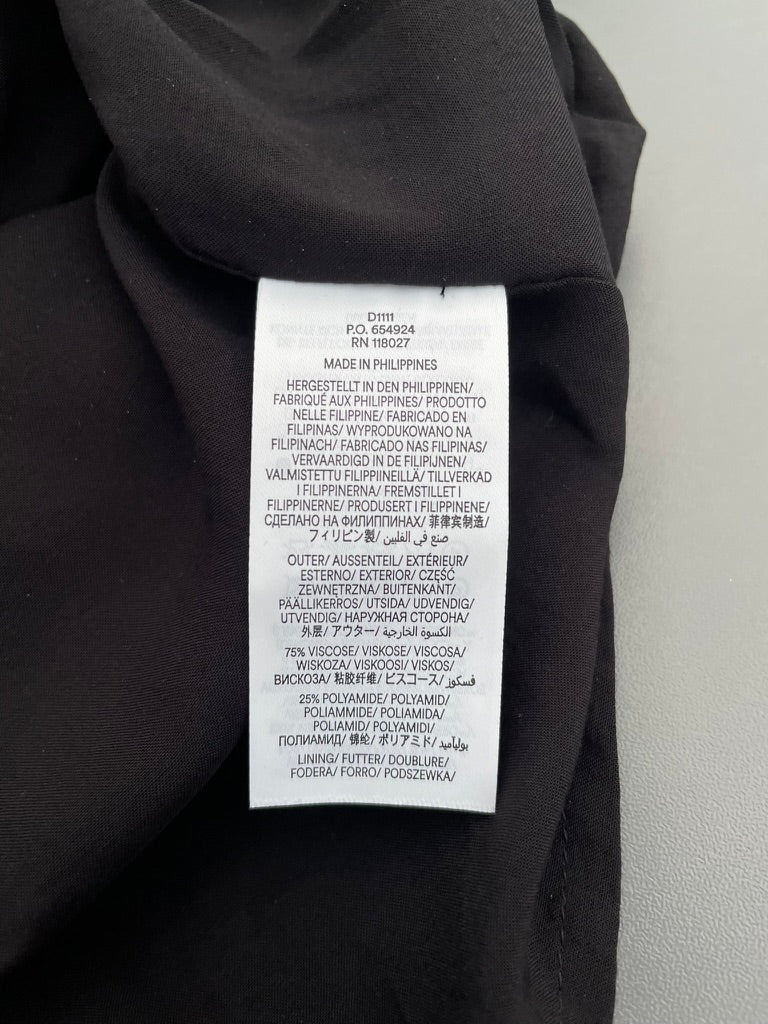 D1111
P.O. 654924
RN 118027
MADE IN PHILIPPINES
HERGESTELLT IN DEN PHILIPPINEN/
FABRIQUÉ AUX PHILIPPINES/ PRODOTTO
NELLE FILIPPINE/ FABRICADO EN
FILIPINAS/ WYPRODUKOWANO NA
FILIPINACH/ FABRICADO NAS FILIPINAS/
VERVAARDIGD IN DE FILIPIJNEN/
VALMISTETTU FILIPPIINEILLÄ/ TILLVERKAD
I FILIPPINERNA/ FREMSTILLET I
FILIPPINERNE/ PRODUSERT I FILIPPINENE/
СДЕЛАНО НА ФИЛИППИНАХ/ 菲律宾制造/
フィリピン製/ صنع في الفلبين
OUTER/ AUSSENTEIL/ EXTÉRIEUR/
ESTERNO/ EXTERIOR/ CZĘŚĆ
ZEWNĘTRZNA/ BUITENKANT/
PÄÄLLIKERROS/ UTSIDA/ UDVENDIG/
UTVENDIG/ НАРУЖНАЯ СТОРОНА/
外层/ アウター/ الكسوة الخارجية
75% VISCOSE/ VISKOSE/ VISCOSA/
WISKOZA/ VISKOOSI/ VISKOS/
ВИСКОЗА/ 粘胶纤维/ ビスコース/ فسكوز
25% POLYAMIDE/ POLYAMID/
POLIAMMIDE/ POLIAMIDA/
POLIAMID/ POLYAMIDI/
ПОЛИАМИД/ 锦纶/ ポリアミド/ بولياميد
LINING/ FUTTER/ DOUBLURE/
FODERA/ FORRO/ PODSZEWKA/